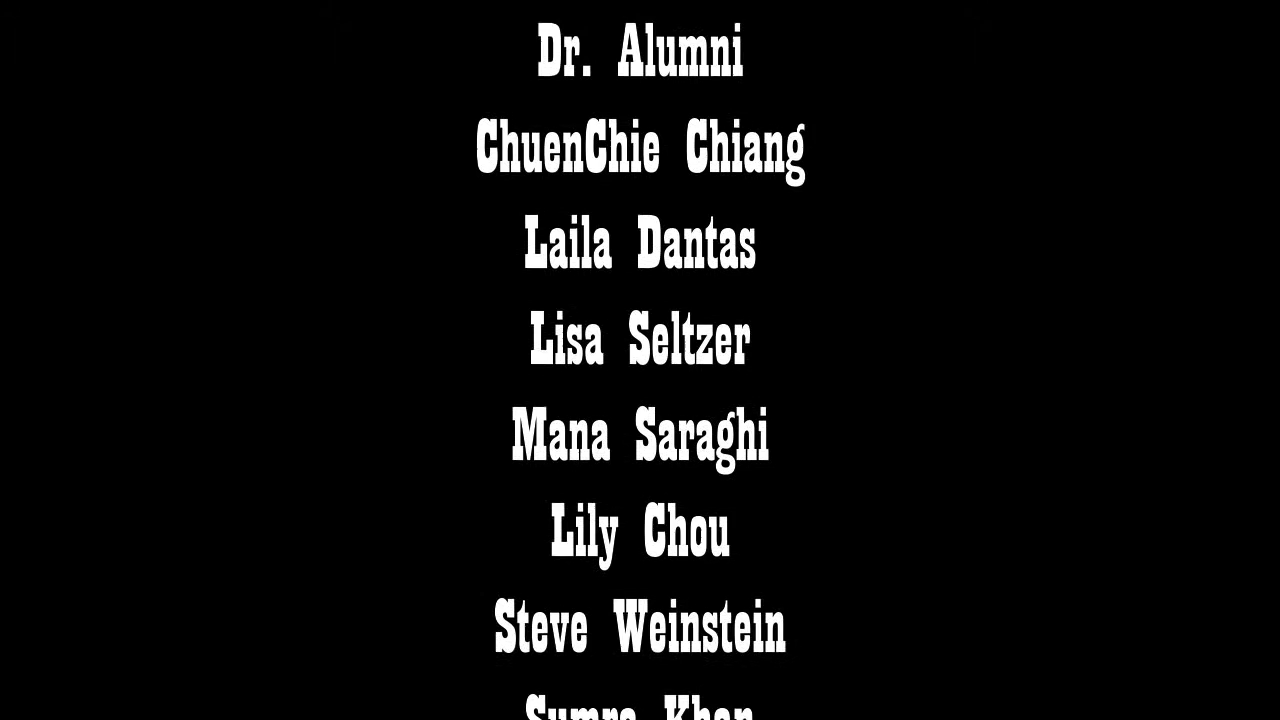 Dr. Alumni
ChuenChie Chiang
Laila Dantas
Lisa Seltzer
Mana Saraghi
Lily Chou
Steve Weinstein